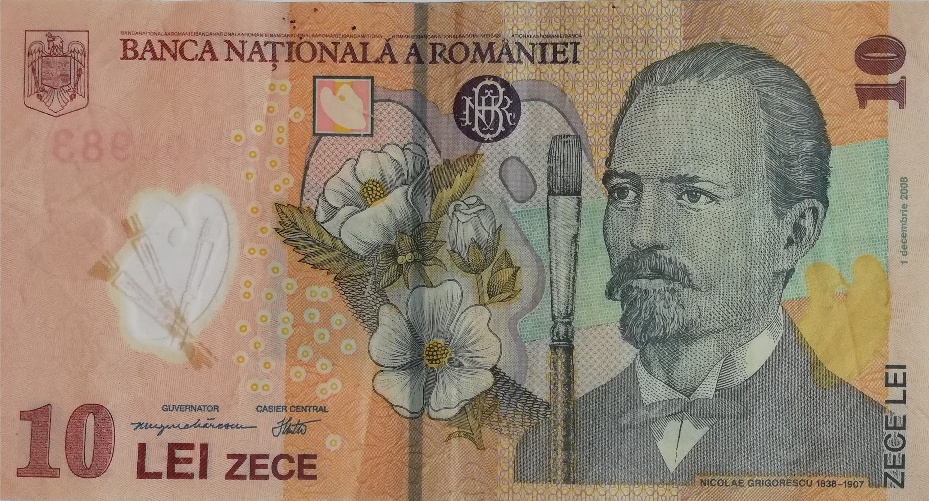 BANCA NAȚIONALĂ A ROMÂNIEI
10
983
1 decembrie 2008
GUVERNATOR
CASIER CENTRAL
10 LEI ZECE
NICOLAE GRIGORESCU 1838-1907
ZECE LEI